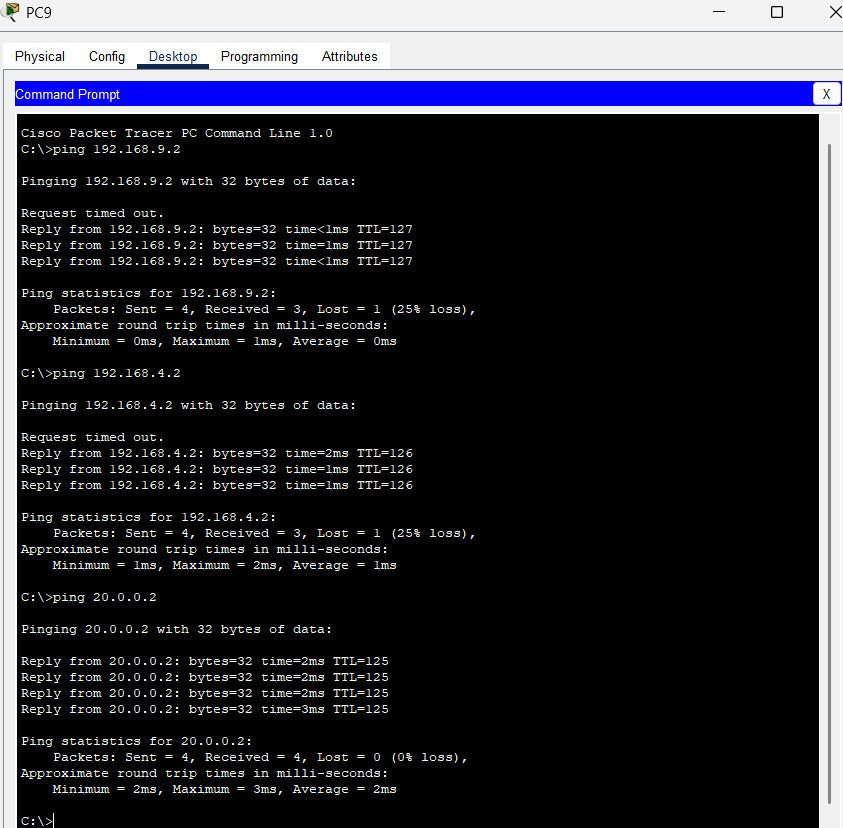 PC9
Physical Config Desktop Programming Attributes
Command Prompt
X
Cisco Packet Tracer PC Command Line 1.0
C:\>ping 192.168.9.2

Pinging 192.168.9.2 with 32 bytes of data:

Request timed out.
Reply from 192.168.9.2: bytes=32 time<1ms TTL=127
Reply from 192.168.9.2: bytes=32 time=1ms TTL=127
Reply from 192.168.9.2: bytes=32 time<1ms TTL=127

Ping statistics for 192.168.9.2:
    Packets: Sent = 4, Received = 3, Lost = 1 (25% loss),
Approximate round trip times in milli-seconds:
    Minimum = 0ms, Maximum = 1ms, Average = 0ms

C:\>ping 192.168.4.2

Pinging 192.168.4.2 with 32 bytes of data:

Request timed out.
Reply from 192.168.4.2: bytes=32 time=2ms TTL=126
Reply from 192.168.4.2: bytes=32 time=1ms TTL=126
Reply from 192.168.4.2: bytes=32 time=1ms TTL=126

Ping statistics for 192.168.4.2:
    Packets: Sent = 4, Received = 3, Lost = 1 (25% loss),
Approximate round trip times in milli-seconds:
    Minimum = 1ms, Maximum = 2ms, Average = 1ms

C:\>ping 20.0.0.2

Pinging 20.0.0.2 with 32 bytes of data:

Reply from 20.0.0.2: bytes=32 time=2ms TTL=125
Reply from 20.0.0.2: bytes=32 time=2ms TTL=125
Reply from 20.0.0.2: bytes=32 time=2ms TTL=125
Reply from 20.0.0.2: bytes=32 time=3ms TTL=125

Ping statistics for 20.0.0.2:
    Packets: Sent = 4, Received = 4, Lost = 0 (0% loss),
Approximate round trip times in milli-seconds:
    Minimum = 2ms, Maximum = 3ms, Average = 2ms

C:\>